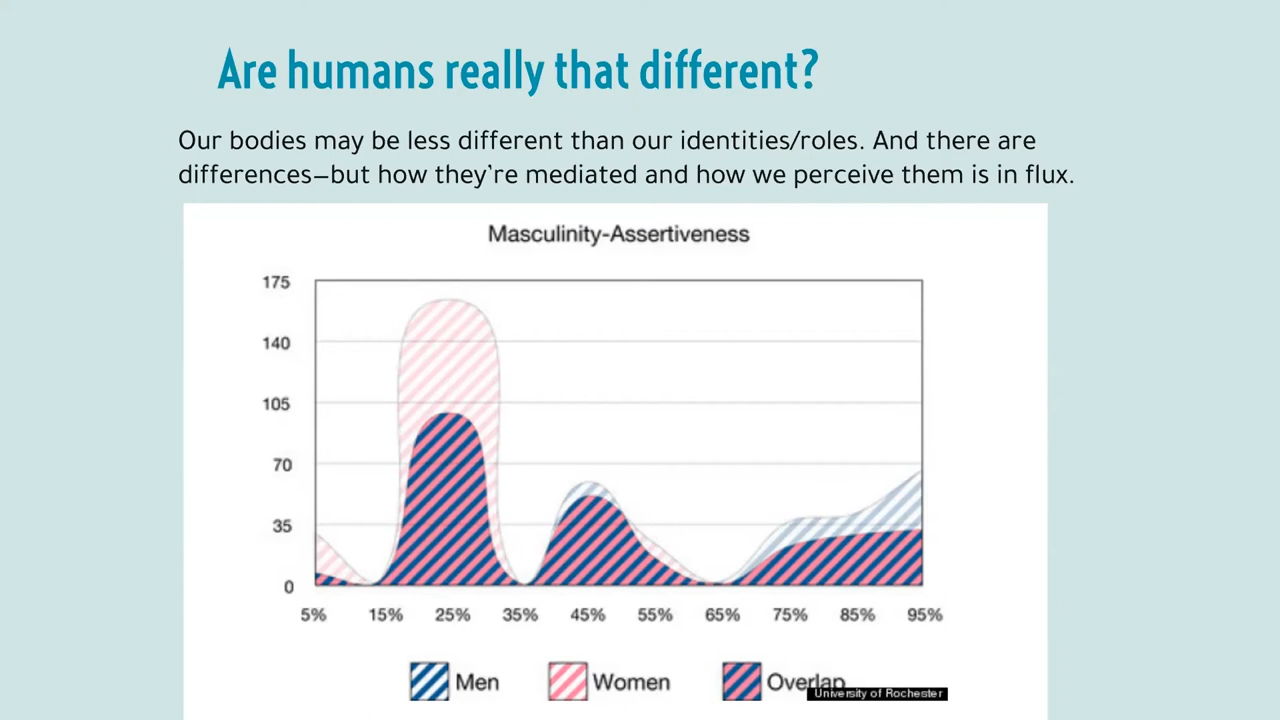 Are humans really that different?
Our bodies may be less different than our identities/roles. And there are
differences—but how they're mediated and how we perceive them is in flux.
Masculinity-Assertiveness
175
140
105
70
35
0
5% 15% 25% 35% 45% 55% 65% 75% 85% 95%
Men Women Overlap
University of Rochester